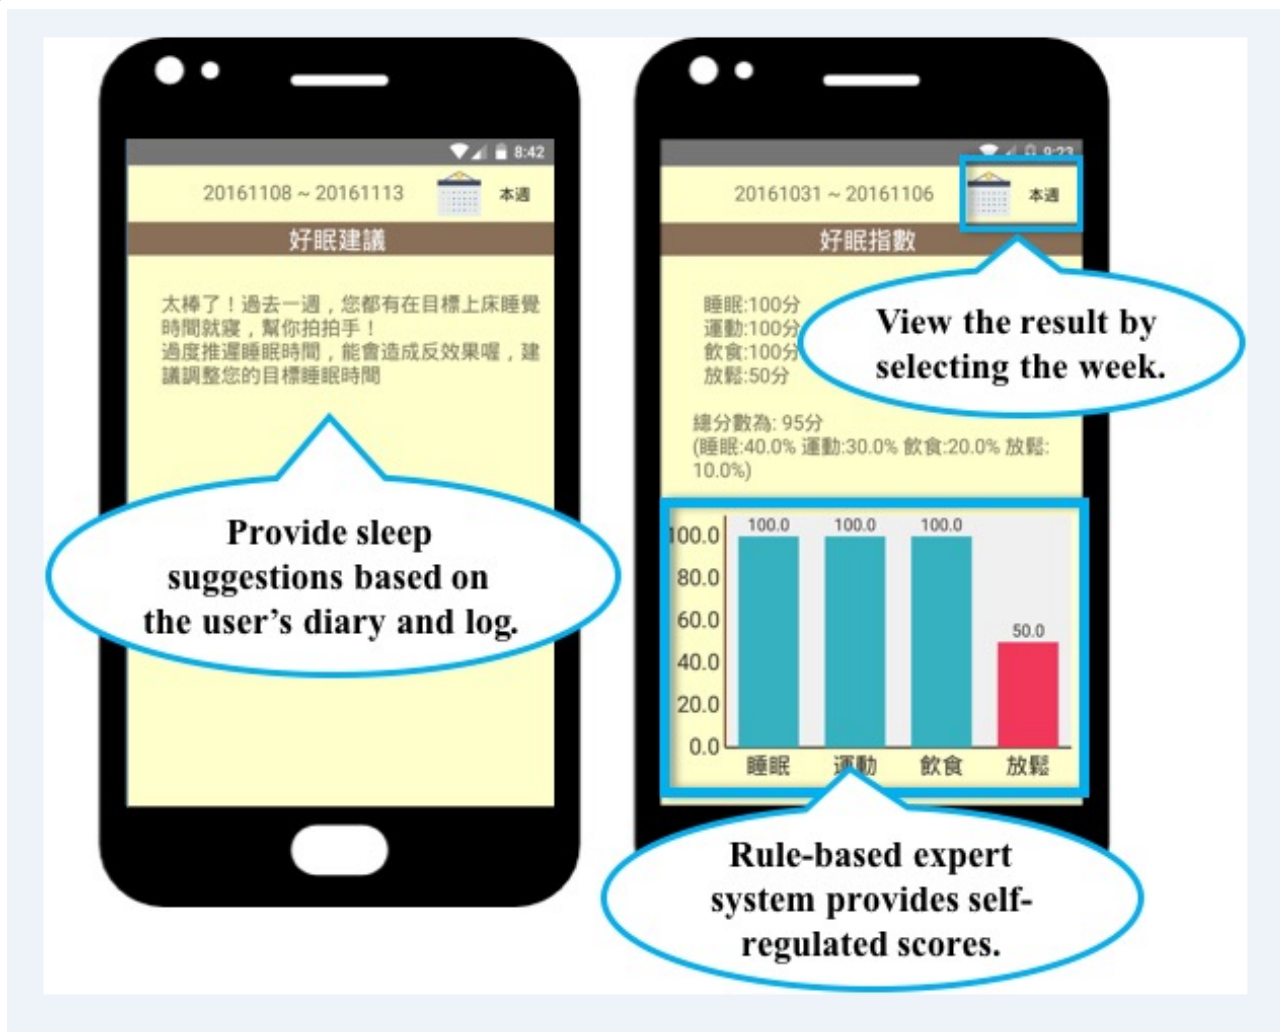 8:42
20161108 ~ 20161113
本週
好眠建議
太棒了！過去一週，您都有在目標上床睡覺
時間就寢，幫你拍拍手！
過度推遲睡眠時間，能會造成反效果喔，建
議調整您的目標睡眠時間
Provide sleep
suggestions based on
the user's diary and log.
9:23
20161031 ~ 20161106
本週
好眠指數
View the result by
selecting the week.
睡眠:100分
運動:100分
飲食:100分
放鬆:50分
總分數為: 95分
(睡眠:40.0% 運動:30.0% 飲食:20.0% 放鬆:
10.0%)
100.0 100.0 100.0 50.0
100.0
80.0
60.0
40.0
20.0
0.0
睡眠 運動 飲食 放鬆
Rule-based expert
system provides self-
regulated scores.